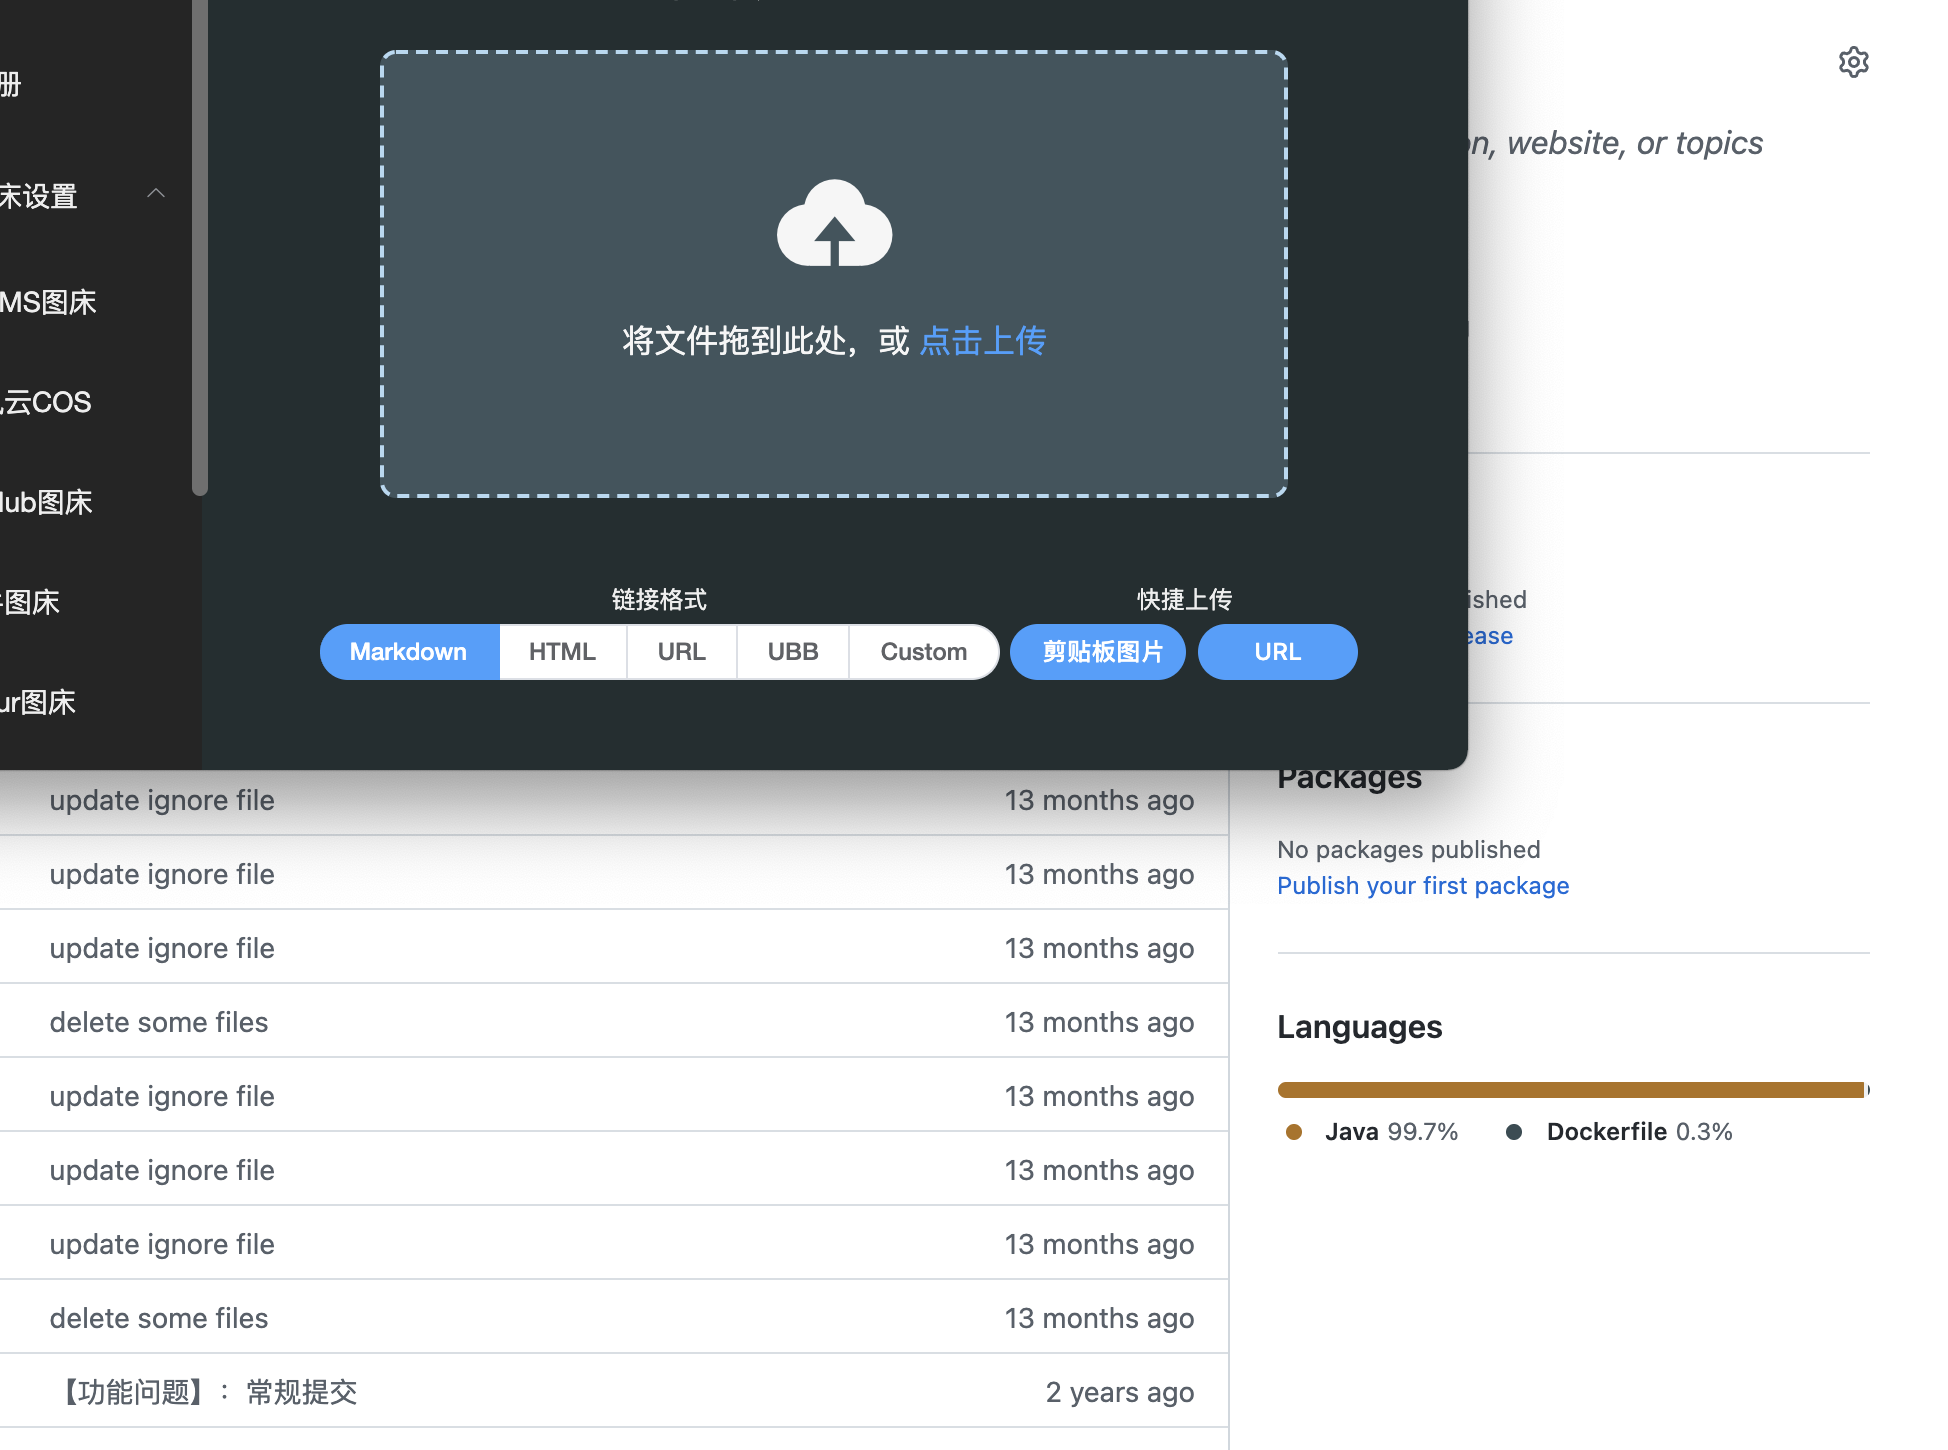 册
床设置
MS图床
云COS
Hub图床
图床
ur图床
将文件拖到此处，或 点击上传
链接格式
快捷上传
Markdown HTML URL UBB Custom
剪贴板图片 URL
n, website, or topics
ished
ease
update ignore file 13 months ago
update ignore file 13 months ago
update ignore file 13 months ago
delete some files 13 months ago
update ignore file 13 months ago
update ignore file 13 months ago
update ignore file 13 months ago
delete some files 13 months ago
【功能问题】：常规提交 2 years ago
Packages
No packages published
Publish your first package
Languages
Java 99.7% Dockerfile 0.3%